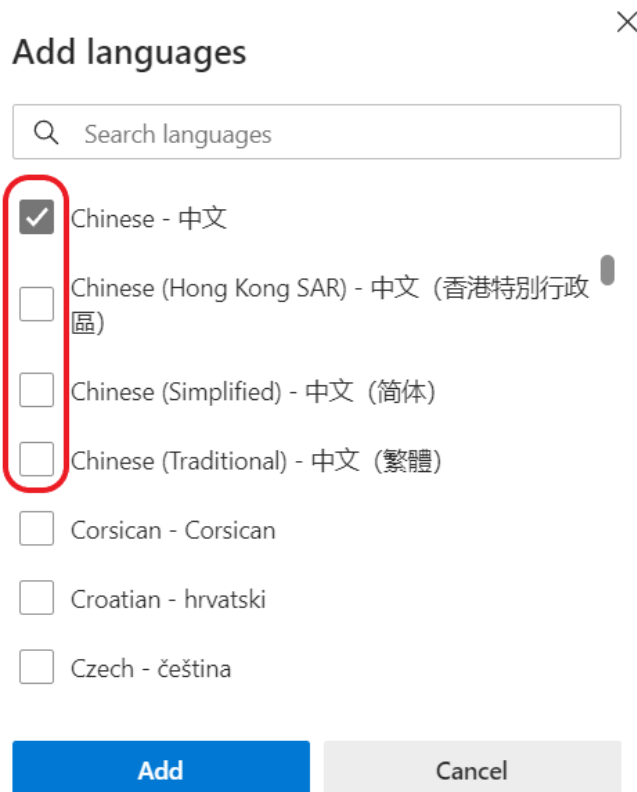 Add languages
Search languages
Chinese - 中文
Chinese (Hong Kong SAR) - 中文（香港特別行政
區）
Chinese (Simplified) - 中文（简体）
Chinese (Traditional) - 中文（繁體）
Corsican - Corsican
Croatian - hrvatski
Czech - čeština
Add
Cancel